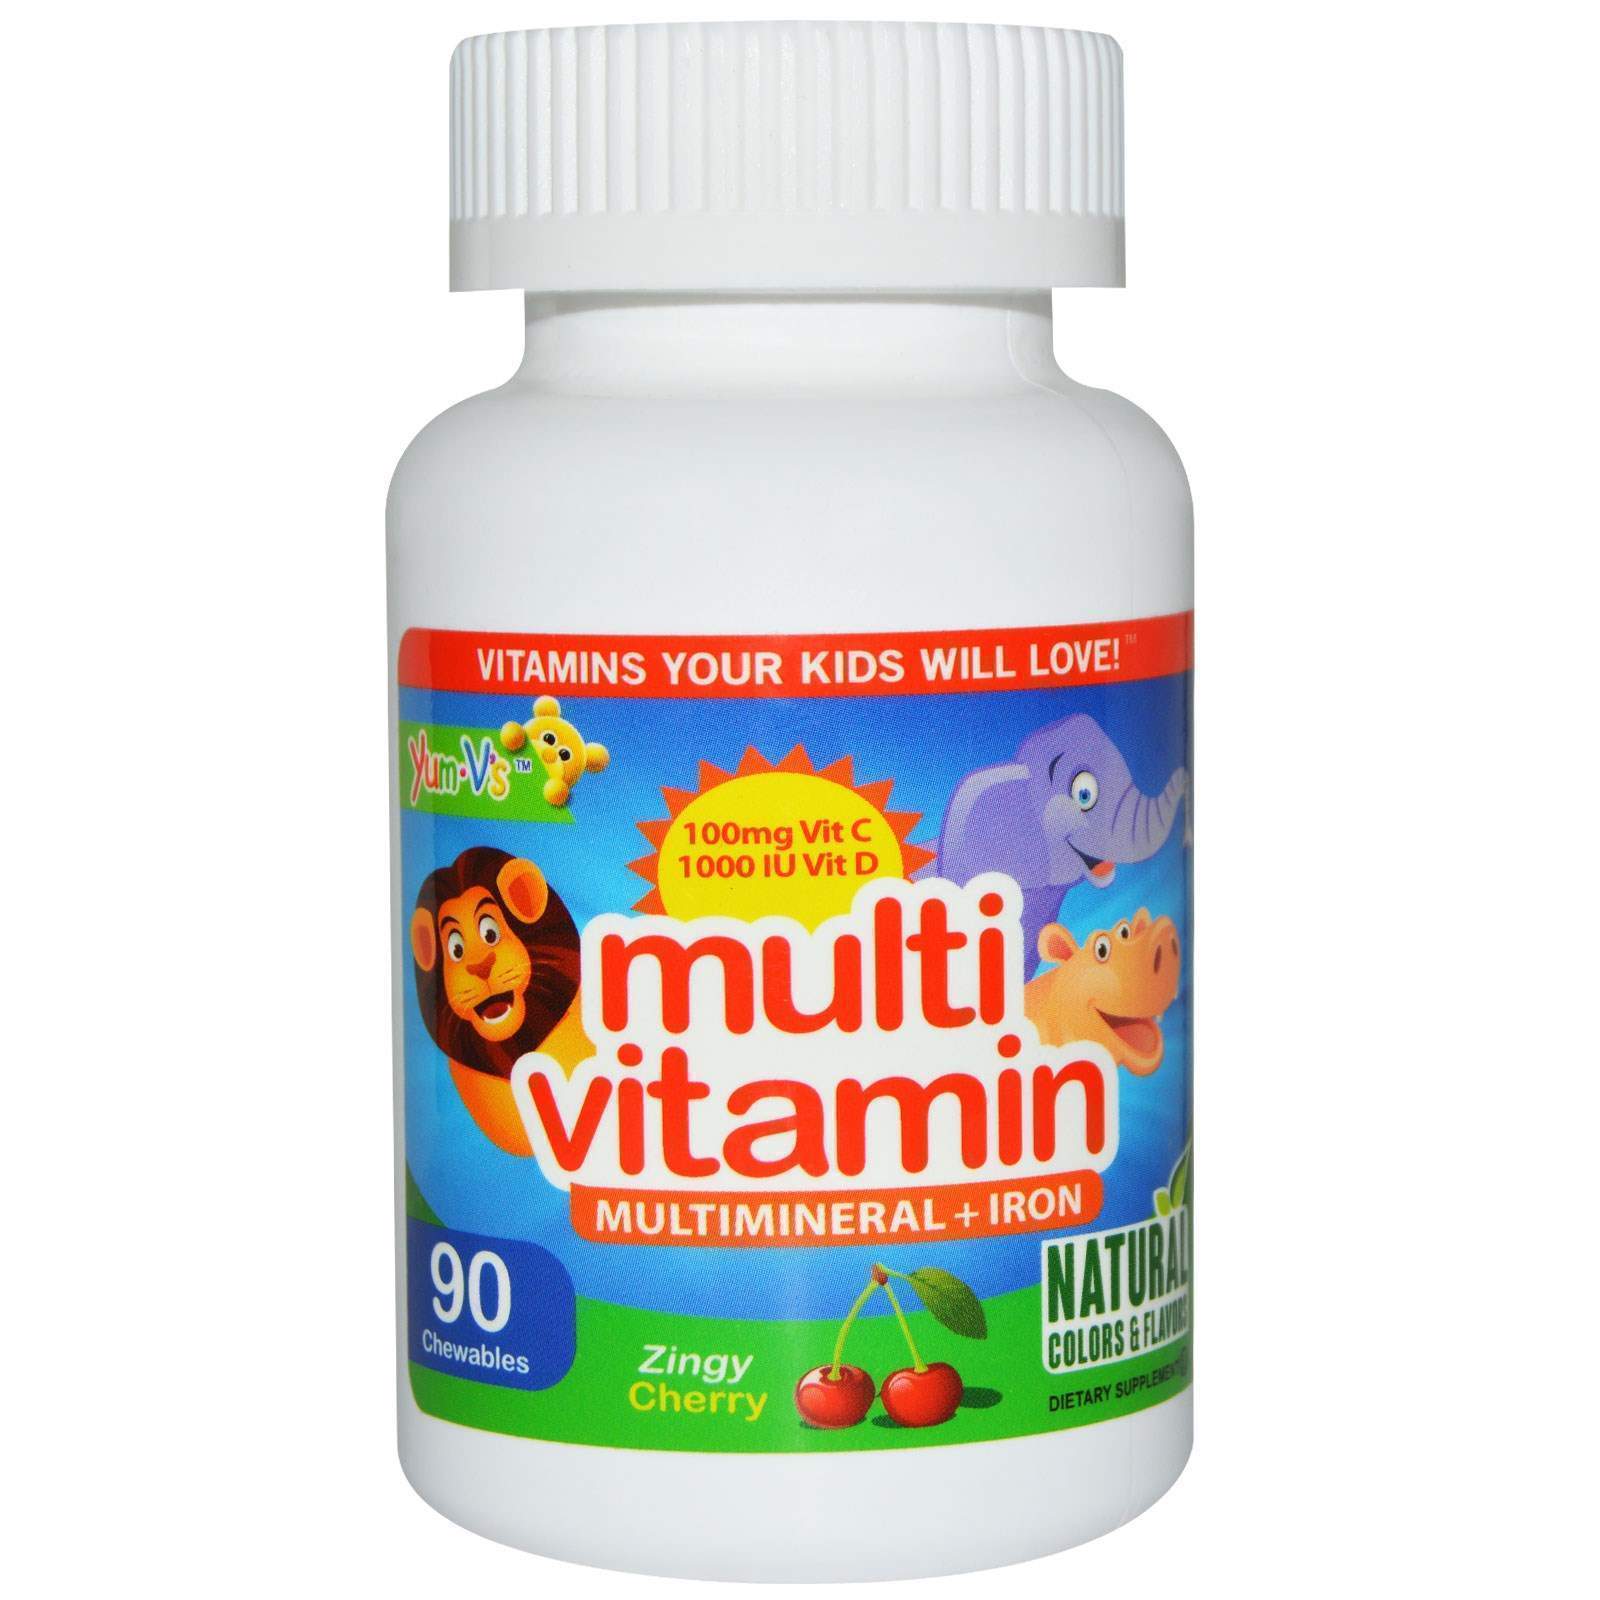 VITAMINS YOUR KIDS WILL LOVE!™
Yum•V's™
100mg Vit C
1000 IU Vit D
multi
vitamin
MULTIMINERAL + IRON
90
Chewables
Zingy
Cherry
NATURAL
COLORS & FLAVORS
DIETARY SUPPLEMENT